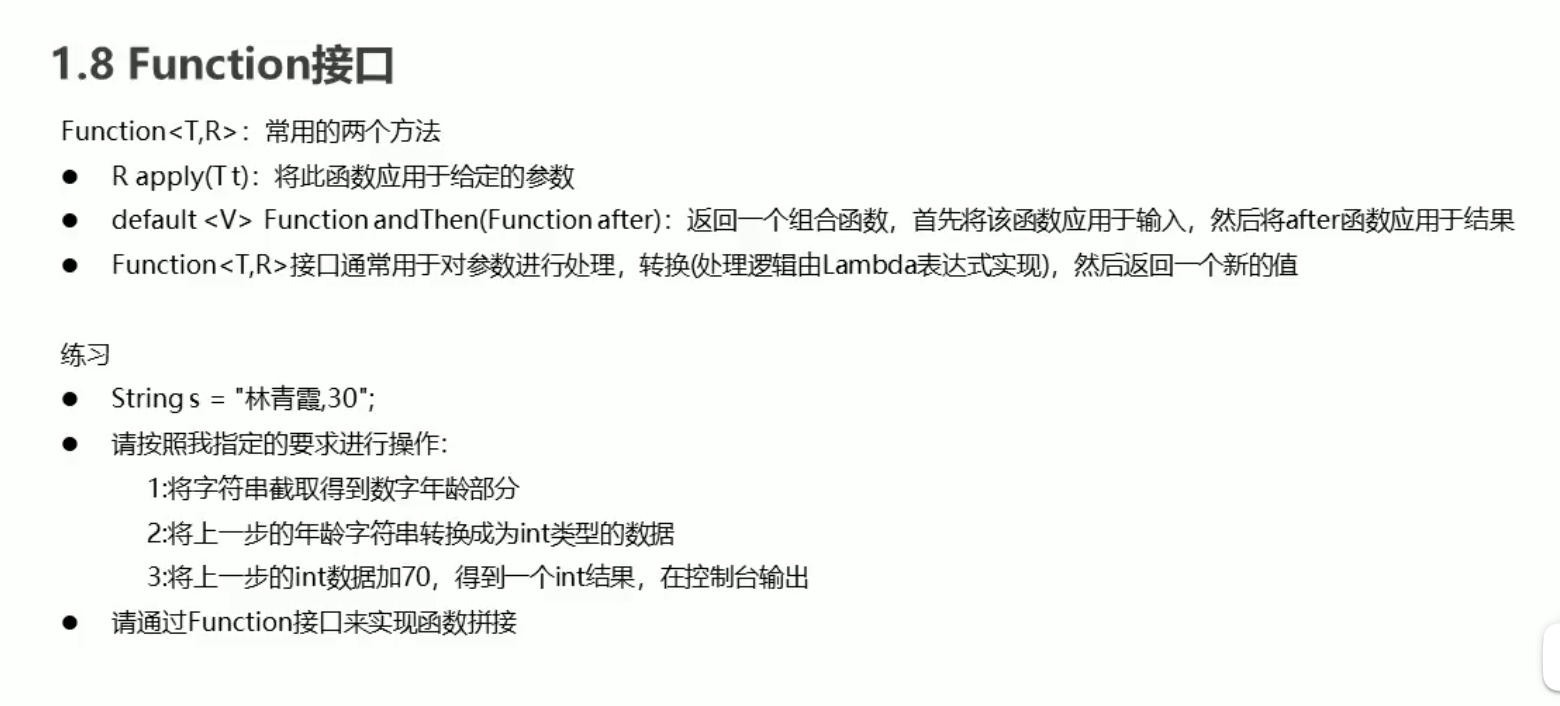 1.8 Function接口
Function<T,R>：常用的两个方法
● R apply(T t)：将此函数应用于给定的参数
● default <V> Function andThen(Function after)：返回一个组合函数，首先将该函数应用于输入，然后将after函数应用于结果
● Function<T,R>接口通常用于对参数进行处理，转换(处理逻辑由Lambda表达式实现)，然后返回一个新的值
练习
● String s = "林青霞,30";
● 请按照我指定的要求进行操作：
1:将字符串截取得到数字年龄部分
2:将上一步的年龄字符串转换成为int类型的数据
3:将上一步的int数据加70，得到一个int结果，在控制台输出
● 请通过Function接口来实现函数拼接